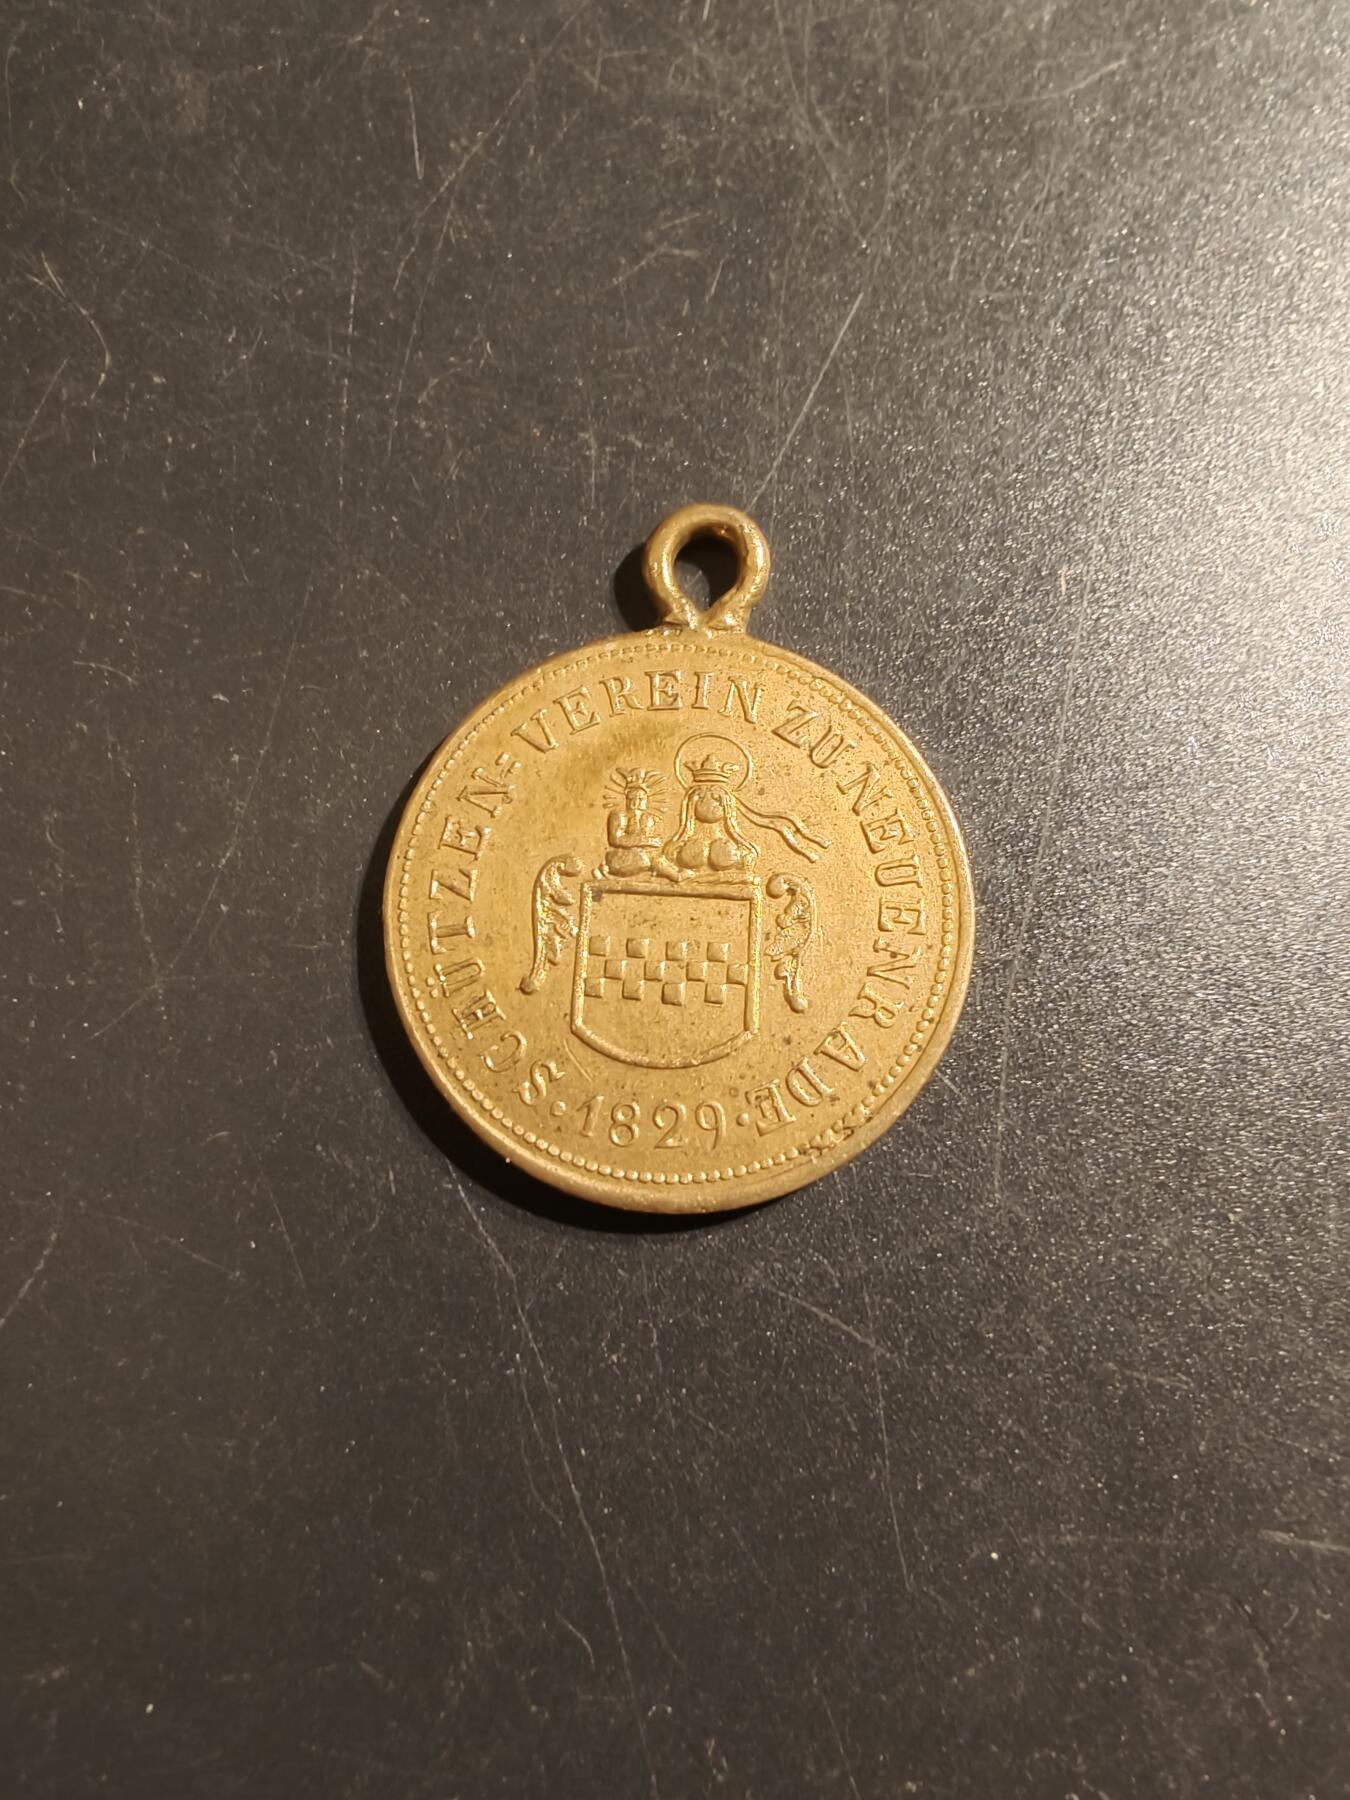 SCHÜTZEN=VEREIN ZU NEUENRADE
·1829·